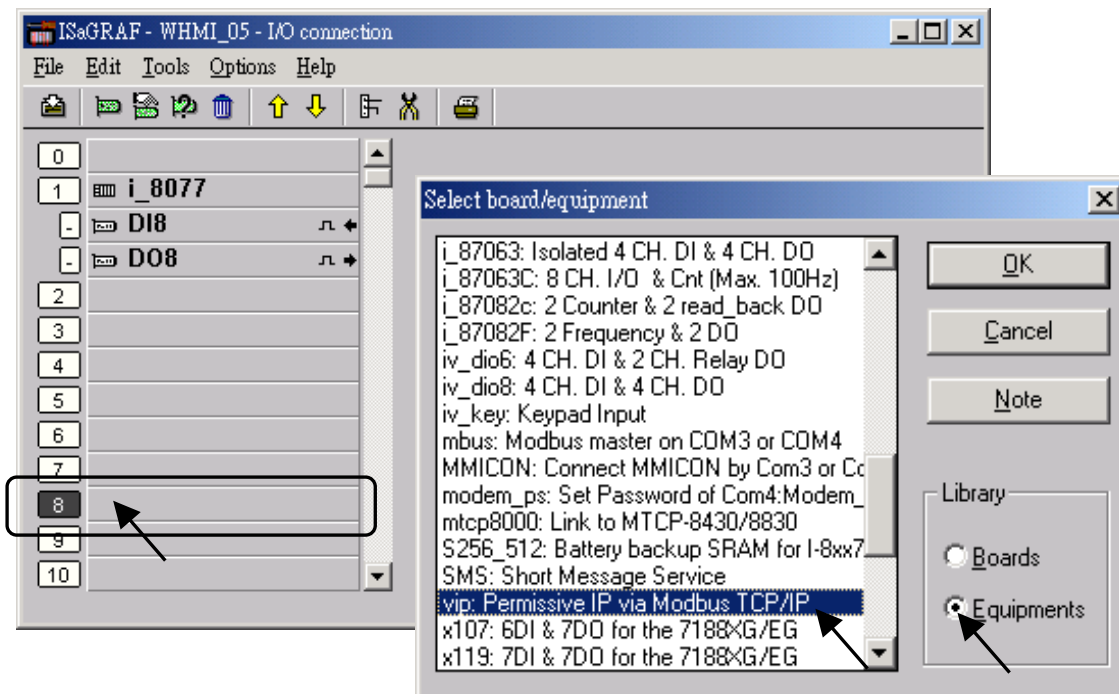 ISaGRAF - WHMI_05 - I/O connection
File Edit Tools Options Help
0
1 i_8077
- DI8
- DO8
2
3
4
5
6
7
8
9
10
Select board/equipment
i_87063: Isolated 4 CH. DI & 4 CH. DO
i_87063C: 8 CH. I/O & Cnt (Max. 100Hz)
i_87082c: 2 Counter & 2 read_back DO
i_87082F: 2 Frequency & 2 DO
iv_dio6: 4 CH. DI & 2 CH. Relay DO
iv_dio8: 4 CH. DI & 4 CH. DO
iv_key: Keypad Input
mbus: Modbus master on COM3 or COM4
MMICON: Connect MMICON by Com3 or Co
modem_ps: Set Password of Com4:Modem_
mtcp8000: Link to MTCP-8430/8830
S256_512: Battery backup SRAM for I-8xx7
SMS: Short Message Service
vip: Permissive IP via Modbus TCP/IP
x107: 6DI & 7DO for the 7188XG/EG
x119: 7DI & 7DO for the 7188XG/EG
OK
Cancel
Note
Library
Boards
Equipments